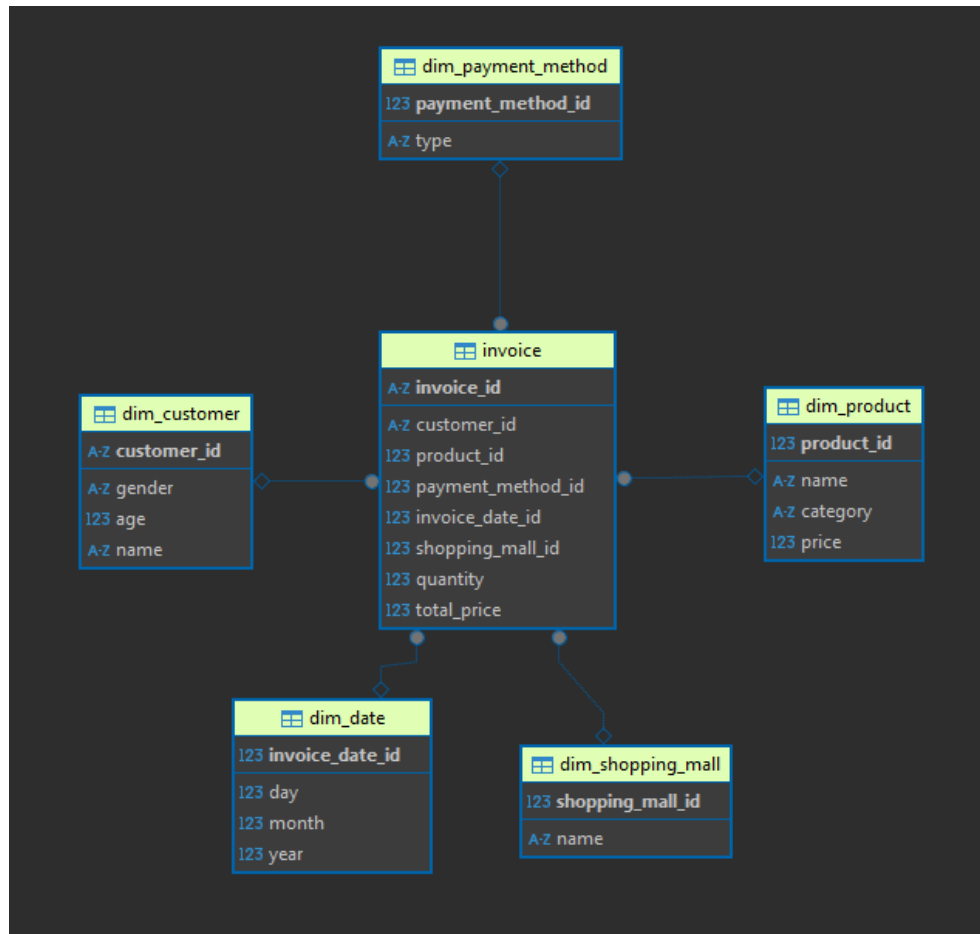 dim_payment_method
123 payment_method_id
A-Z type
invoice
A-Z invoice_id
A-Z customer_id
123 product_id
123 payment_method_id
123 invoice_date_id
123 shopping_mall_id
123 quantity
123 total_price
dim_customer
A-Z customer_id
A-Z gender
123 age
A-Z name
dim_product
123 product_id
A-Z name
A-Z category
123 price
dim_date
123 invoice_date_id
123 day
123 month
123 year
dim_shopping_mall
123 shopping_mall_id
A-Z name